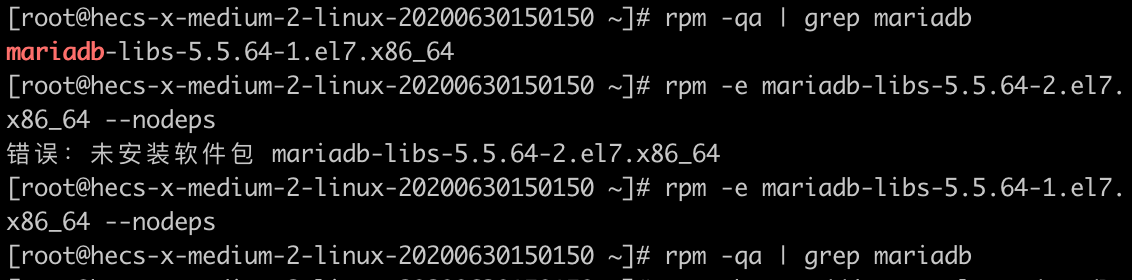 [root@hecs-x-medium-2-linux-20200630150150 ~]# rpm -qa | grep mariadb
mariadb-libs-5.5.64-1.el7.x86_64
[root@hecs-x-medium-2-linux-20200630150150 ~]# rpm -e mariadb-libs-5.5.64-2.el7.
x86_64 --nodeps
错误：未安装软件包 mariadb-libs-5.5.64-2.el7.x86_64
[root@hecs-x-medium-2-linux-20200630150150 ~]# rpm -e mariadb-libs-5.5.64-1.el7.
x86_64 --nodeps
[root@hecs-x-medium-2-linux-20200630150150 ~]# rpm -qa | grep mariadb